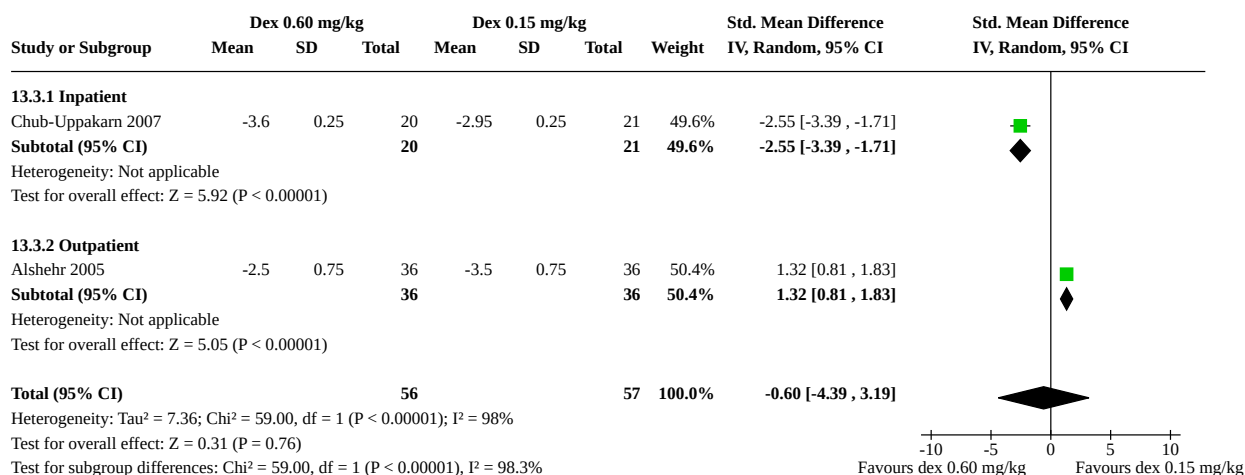 Dex 0.60 mg/kg Dex 0.15 mg/kg Std. Mean Difference Std. Mean Difference
Study or Subgroup Mean SD Total Mean SD Total Weight IV, Random, 95% CI IV, Random, 95% CI
13.3.1 Inpatient
Chub-Uppakarn 2007 -3.6 0.25 20 -2.95 0.25 21 49.6% -2.55 [-3.39 , -1.71]
Subtotal (95% CI) 20 21 49.6% -2.55 [-3.39 , -1.71]
Heterogeneity: Not applicable
Test for overall effect: Z = 5.92 (P < 0.00001)
13.3.2 Outpatient
Alshehr 2005 -2.5 0.75 36 -3.5 0.75 36 50.4% 1.32 [0.81 , 1.83]
Subtotal (95% CI) 36 36 50.4% 1.32 [0.81 , 1.83]
Heterogeneity: Not applicable
Test for overall effect: Z = 5.05 (P < 0.00001)
Total (95% CI) 56 57 100.0% -0.60 [-4.39 , 3.19]
Heterogeneity: Tau² = 7.36; Chi² = 59.00, df = 1 (P < 0.00001); I² = 98%
Test for overall effect: Z = 0.31 (P = 0.76)
-10 -5 0 5 10
Test for subgroup differences: Chi² = 59.00, df = 1 (P < 0.00001), I² = 98.3% Favours dex 0.60 mg/kg Favours dex 0.15 mg/kg